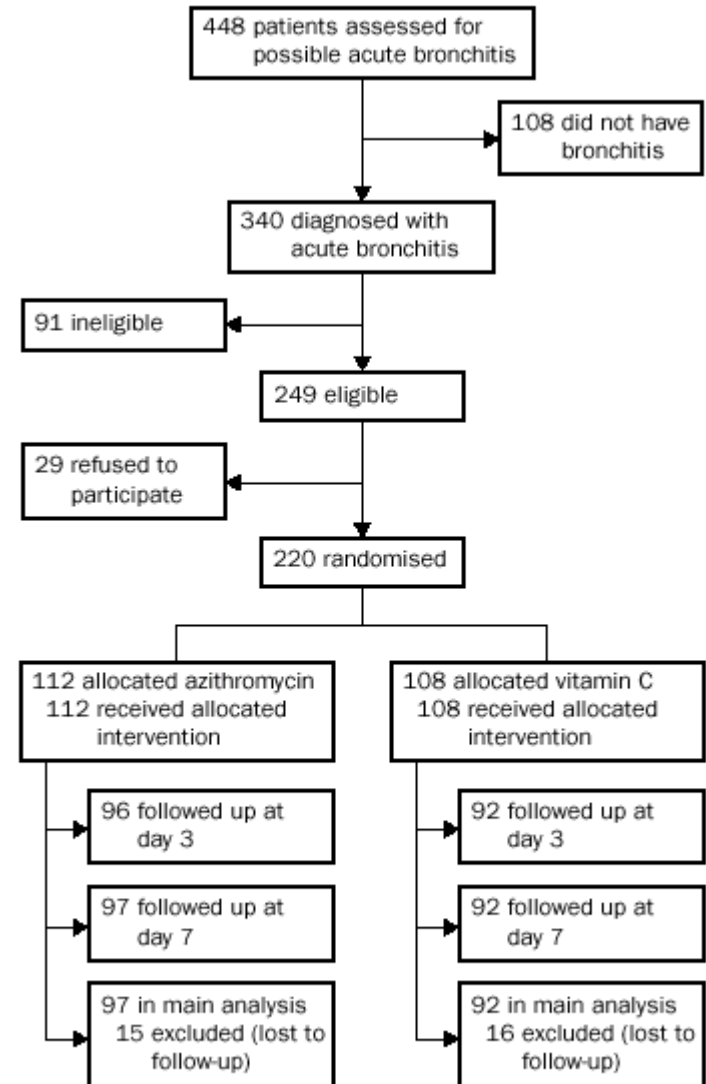 448 patients assessed for
possible acute bronchitis
108 did not have
bronchitis
340 diagnosed with
acute bronchitis
91 ineligible
249 eligible
29 refused to
participate
220 randomised
112 allocated azithromycin
112 received allocated
intervention
108 allocated vitamin C
108 received allocated
intervention
96 followed up at
day 3
92 followed up at
day 3
97 followed up at
day 7
92 followed up at
day 7
97 in main analysis
15 excluded (lost to
follow-up)
92 in main analysis
16 excluded (lost to
follow-up)